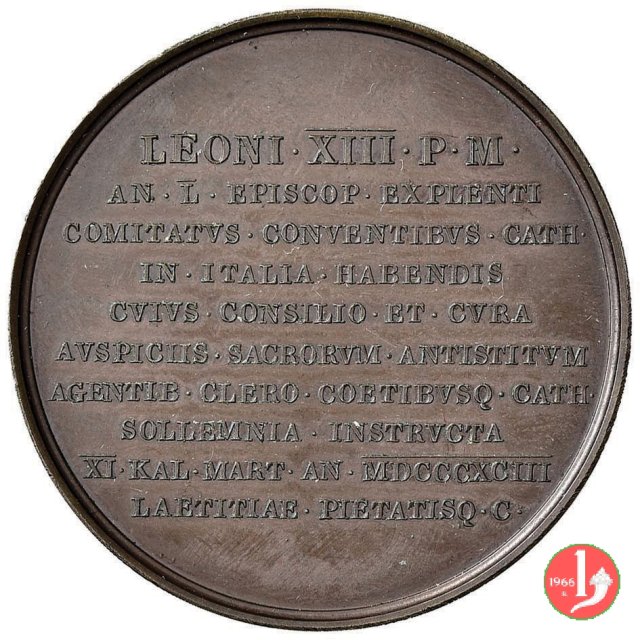 LEONI · XIII · P · M ·
AN · L · EPISCOP · EXPLENTI
COMITATVS · CONVENTIBVS · CATH ·
IN · ITALIA · HABENDIS
CVIVS · CONSILIO · ET · CVRA
AVSPICIIS · SACRORVM · ANTISTITVM
AGENTIB · CLERO · COETIBVSQ · CATH ·
SOLLEMNIA · INSTRVCTA
XI · KAL · MART · AN · MDCCCXCIII
LAETITIAE · PIETATISQ · C ·
1966